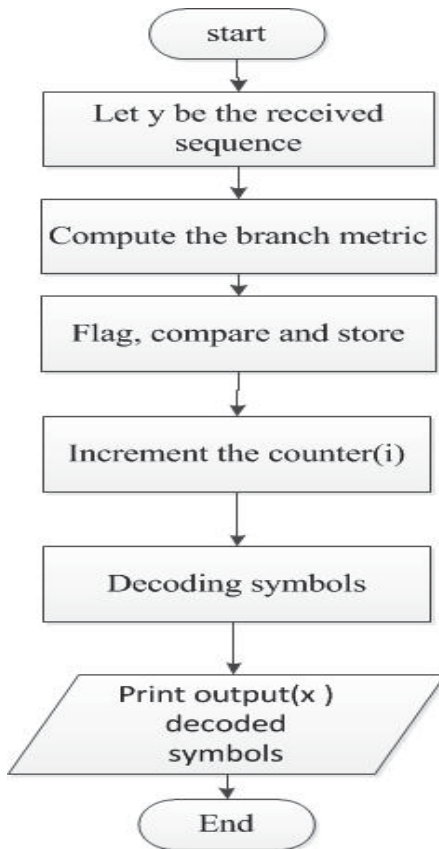 start
Let y be the received
sequence
Compute the branch metric
Flag, compare and store
Increment the counter(i)
Decoding symbols
Print output(x )
decoded
symbols
End